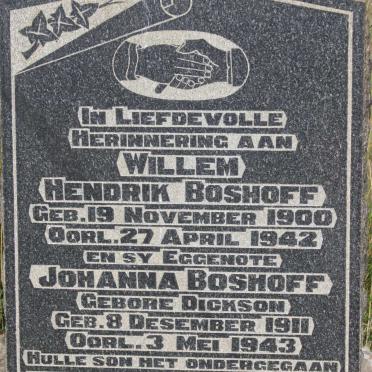 In Liefdevolle
Herinnering aan
Willem
Hendrik Boshoff
Geb. 19 November 1900
Oorl. 27 April 1942
en sy Eggenote
Johanna Boshoff
Gebore Dickson
Geb. 8 Desember 1911
Oorl. 3 Mei 1943
Hulle son het ondergegaan